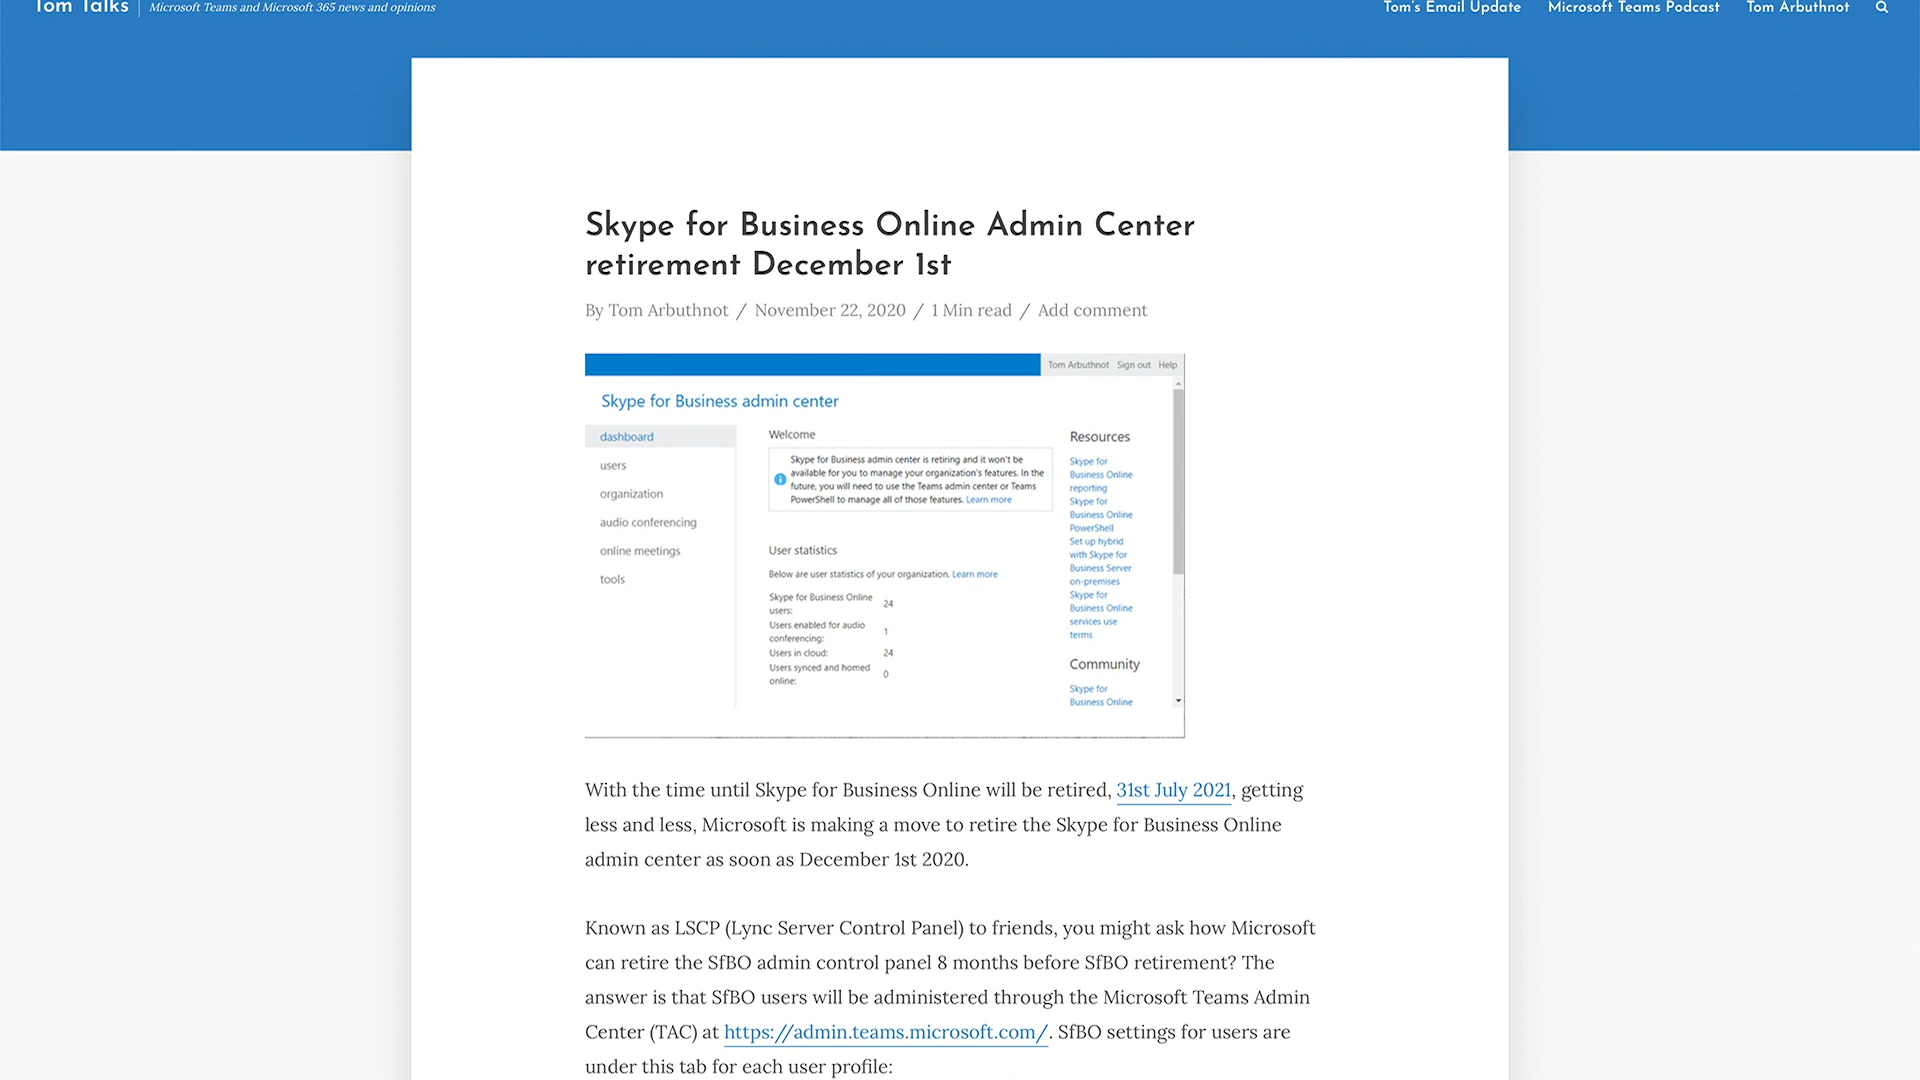 Tom Talks
Microsoft Teams and Microsoft 365 news and opinions
Tom's Email Update
Microsoft Teams Podcast
Tom Arbuthnot
Skype for Business Online Admin Center
retirement December 1st
By Tom Arbuthnot / November 22, 2020 / 1 Min read / Add comment
Tom Arbuthnot Sign out Help
Skype for Business admin center
dashboard
users
organization
audio conferencing
online meetings
tools
Welcome
Skype for Business admin center is retiring and it won't be
available for you to manage your organization's features. In the
future, you will need to use the Teams admin center or Teams
PowerShell to manage all of those features. Learn more
User statistics
Below are user statistics of your organization. Learn more
Skype for Business Online
users:
24
Users enabled for audio
conferencing:
1
Users in cloud:
24
Users synced and homed
online:
0
Resources
Skype for
Business Online
reporting
Skype for
Business Online
PowerShell
Set up hybrid
with Skype for
Business Server
on-premises
Skype for
Business Online
services use
terms
Community
Skype for
Business Online
With the time until Skype for Business Online will be retired, 31st July 2021, getting
less and less, Microsoft is making a move to retire the Skype for Business Online
admin center as soon as December 1st 2020.
Known as LSCP (Lync Server Control Panel) to friends, you might ask how Microsoft
can retire the SfBO admin control panel 8 months before SfBO retirement? The
answer is that SfBO users will be administered through the Microsoft Teams Admin
Center (TAC) at https://admin.teams.microsoft.com/. SfBO settings for users are
under this tab for each user profile: